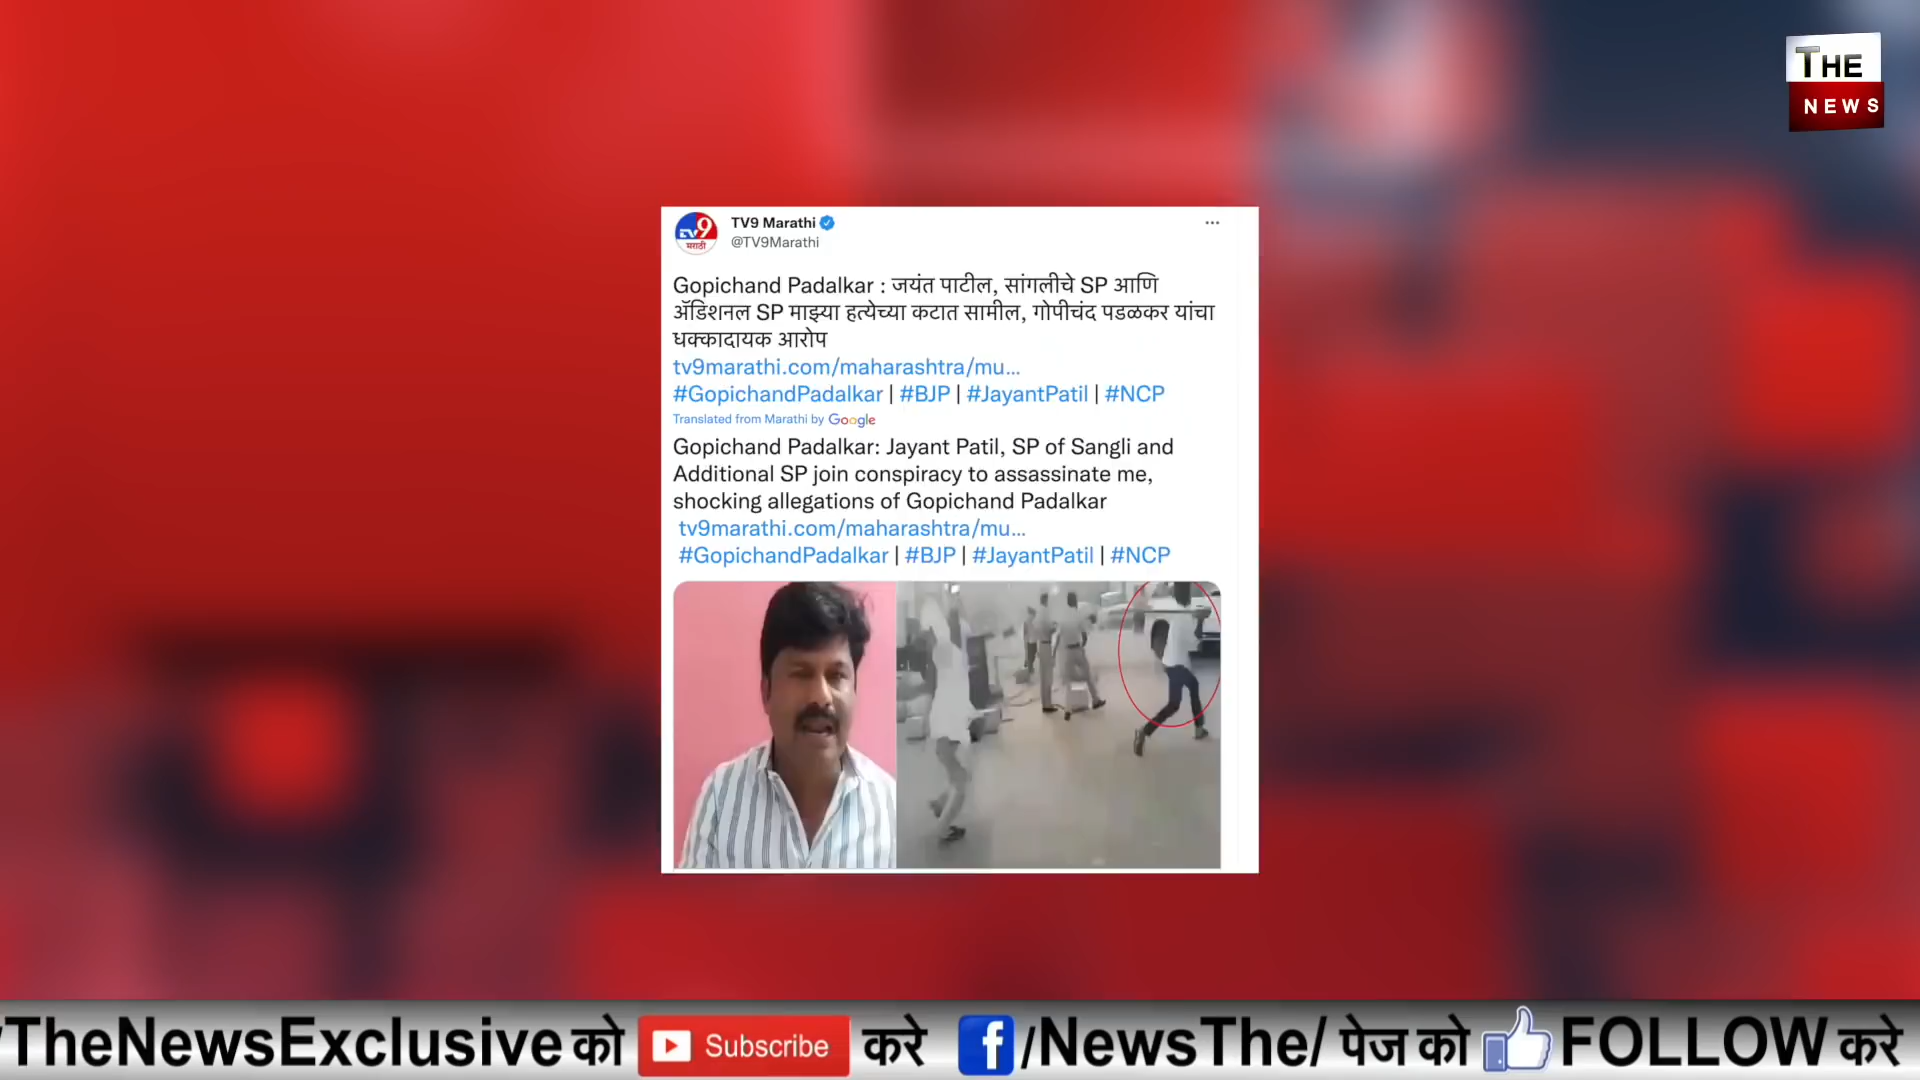 THE
NEWS
TV9 मराठी
TV9 Marathi
@TV9Marathi
Gopichand Padalkar : जयंत पाटील, सांगलीचे SP आणि
ॲडिशनल SP माझ्या हत्येच्या कटात सामील, गोपीचंद पडळकर यांचा
धक्कादायक आरोप
tv9marathi.com/maharashtra/mu...
#GopichandPadalkar | #BJP | #JayantPatil | #NCP
Translated from Marathi by Google
Gopichand Padalkar: Jayant Patil, SP of Sangli and
Additional SP join conspiracy to assassinate me,
shocking allegations of Gopichand Padalkar
tv9marathi.com/maharashtra/mu...
#GopichandPadalkar | #BJP | #JayantPatil | #NCP
/TheNewsExclusive को Subscribe करे f/NewsThe/ पेज को FOLLOW करे